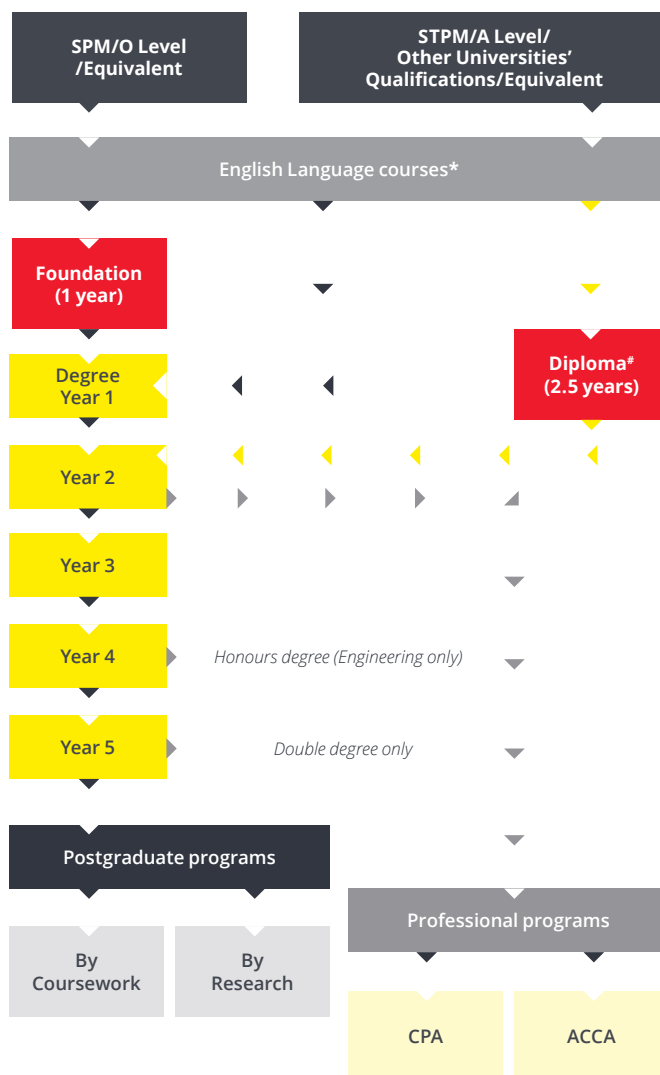 SPM/O Level
/Equivalent
STPM/A Level/
Other Universities’
Qualifications/Equivalent
English Language courses*
Foundation
(1 year)
Diploma#
(2.5 years)
Degree
Year 1
Year 2
Year 3
Year 4
Honours degree (Engineering only)
Year 5
Double degree only
Postgraduate programs
Professional programs
By
Coursework
By
Research
CPA
ACCA